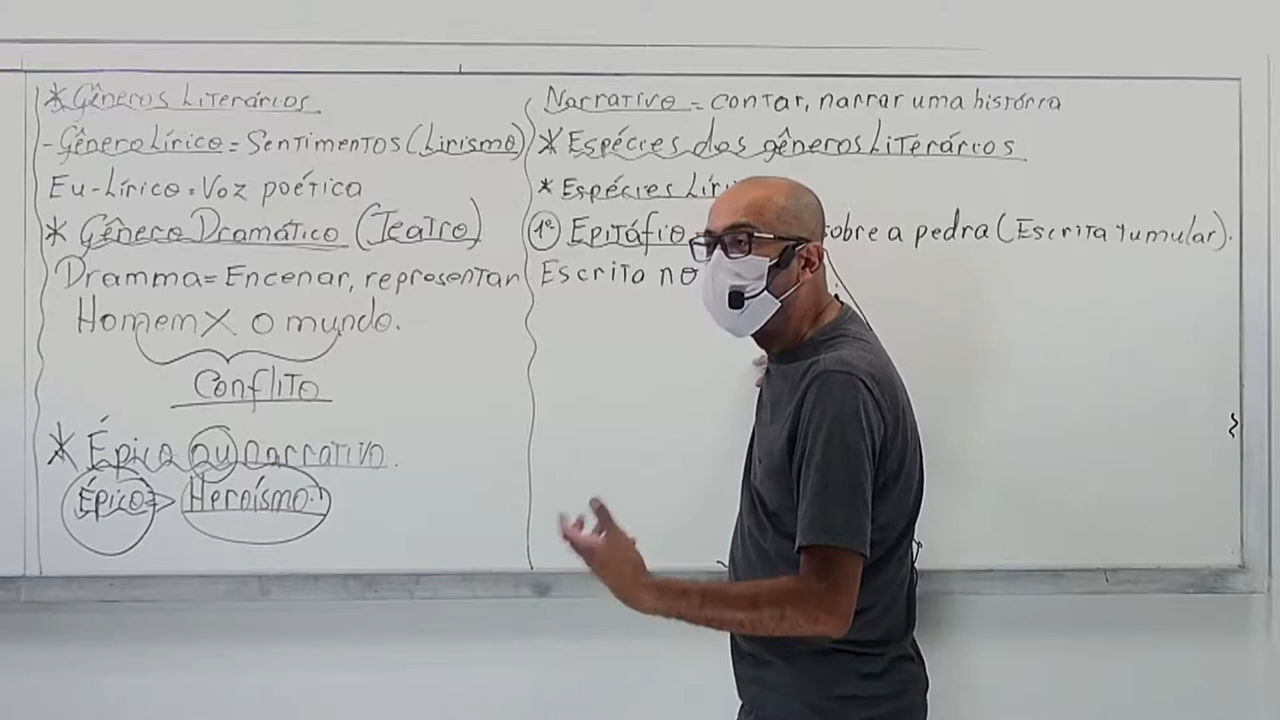 * Gêneros Literários
- Gênero Lírico = Sentimentos (Lirismo)
Eu-Lírico = Voz poética
* Gênero Dramático (Teatro)
Dramma = Encenar, representar
Homem X o mundo.
Conflito
* Épico ou narrativo.
Épico => Heroísmo.
Narrativo = contar, narrar uma história
* Espécies dos gêneros Literários
* Espécies
1º Epitáfio sobre a pedra (Escrita tumular).
Escrito no